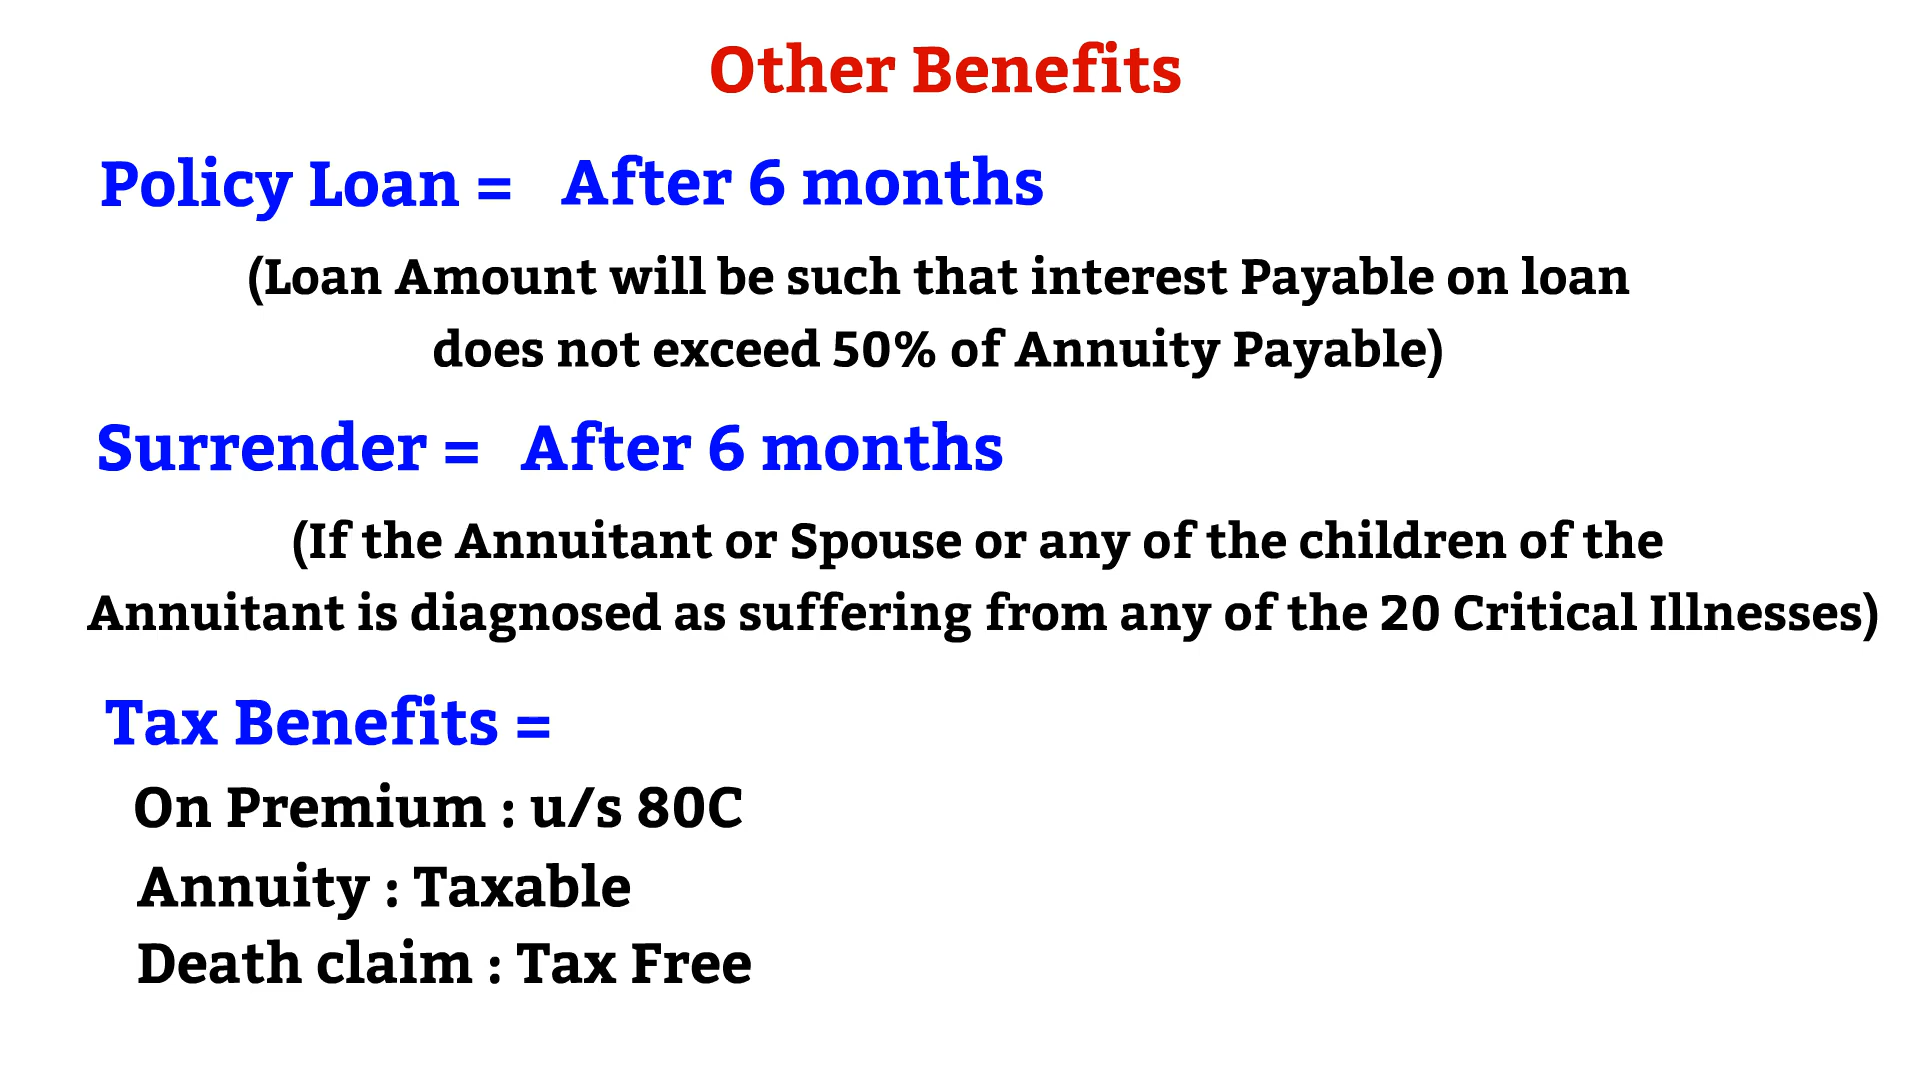 Other Benefits
Policy Loan = After 6 months
(Loan Amount will be such that interest Payable on loan
does not exceed 50% of Annuity Payable)
Surrender = After 6 months
(If the Annuitant or Spouse or any of the children of the
Annuitant is diagnosed as suffering from any of the 20 Critical Illnesses)
Tax Benefits =
On Premium : u/s 80C
Annuity : Taxable
Death claim : Tax Free